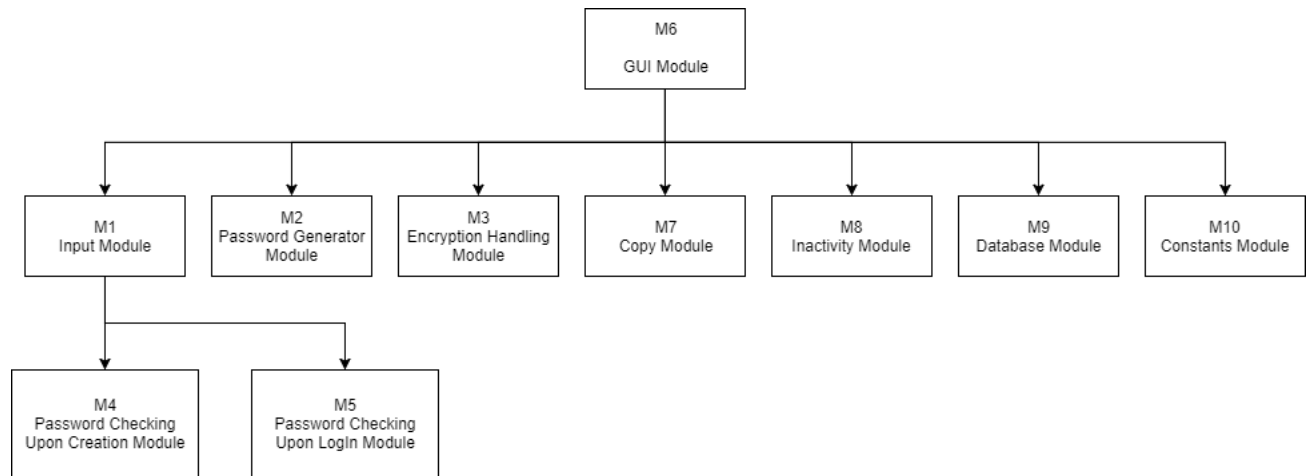 M6
GUI Module
M1
Input Module
M2
Password Generator
Module
M3
Encryption Handling
Module
M7
Copy Module
M8
Inactivity Module
M9
Database Module
M10
Constants Module
M4
Password Checking
Upon Creation Module
M5
Password Checking
Upon LogIn Module